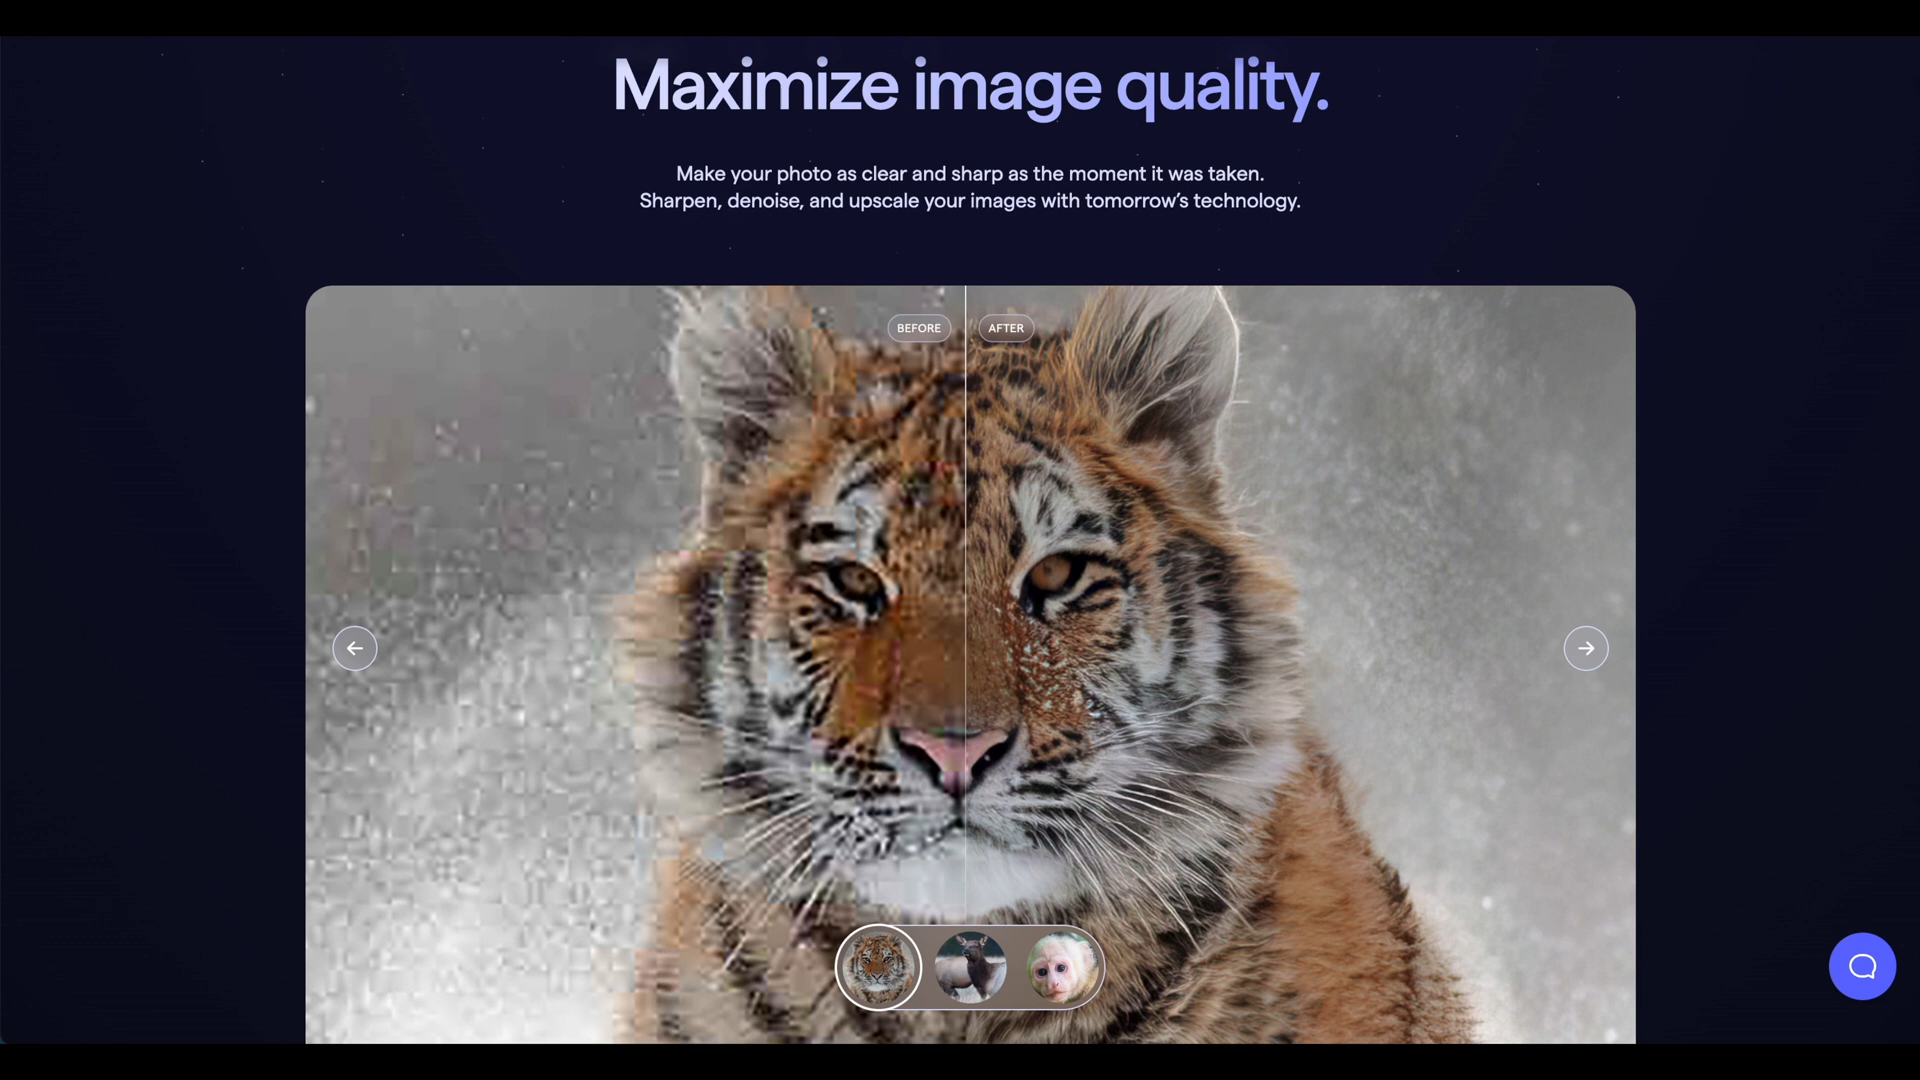 Maximize image quality.
Make your photo as clear and sharp as the moment it was taken.
Sharpen, denoise, and upscale your images with tomorrow’s technology.
BEFORE
AFTER